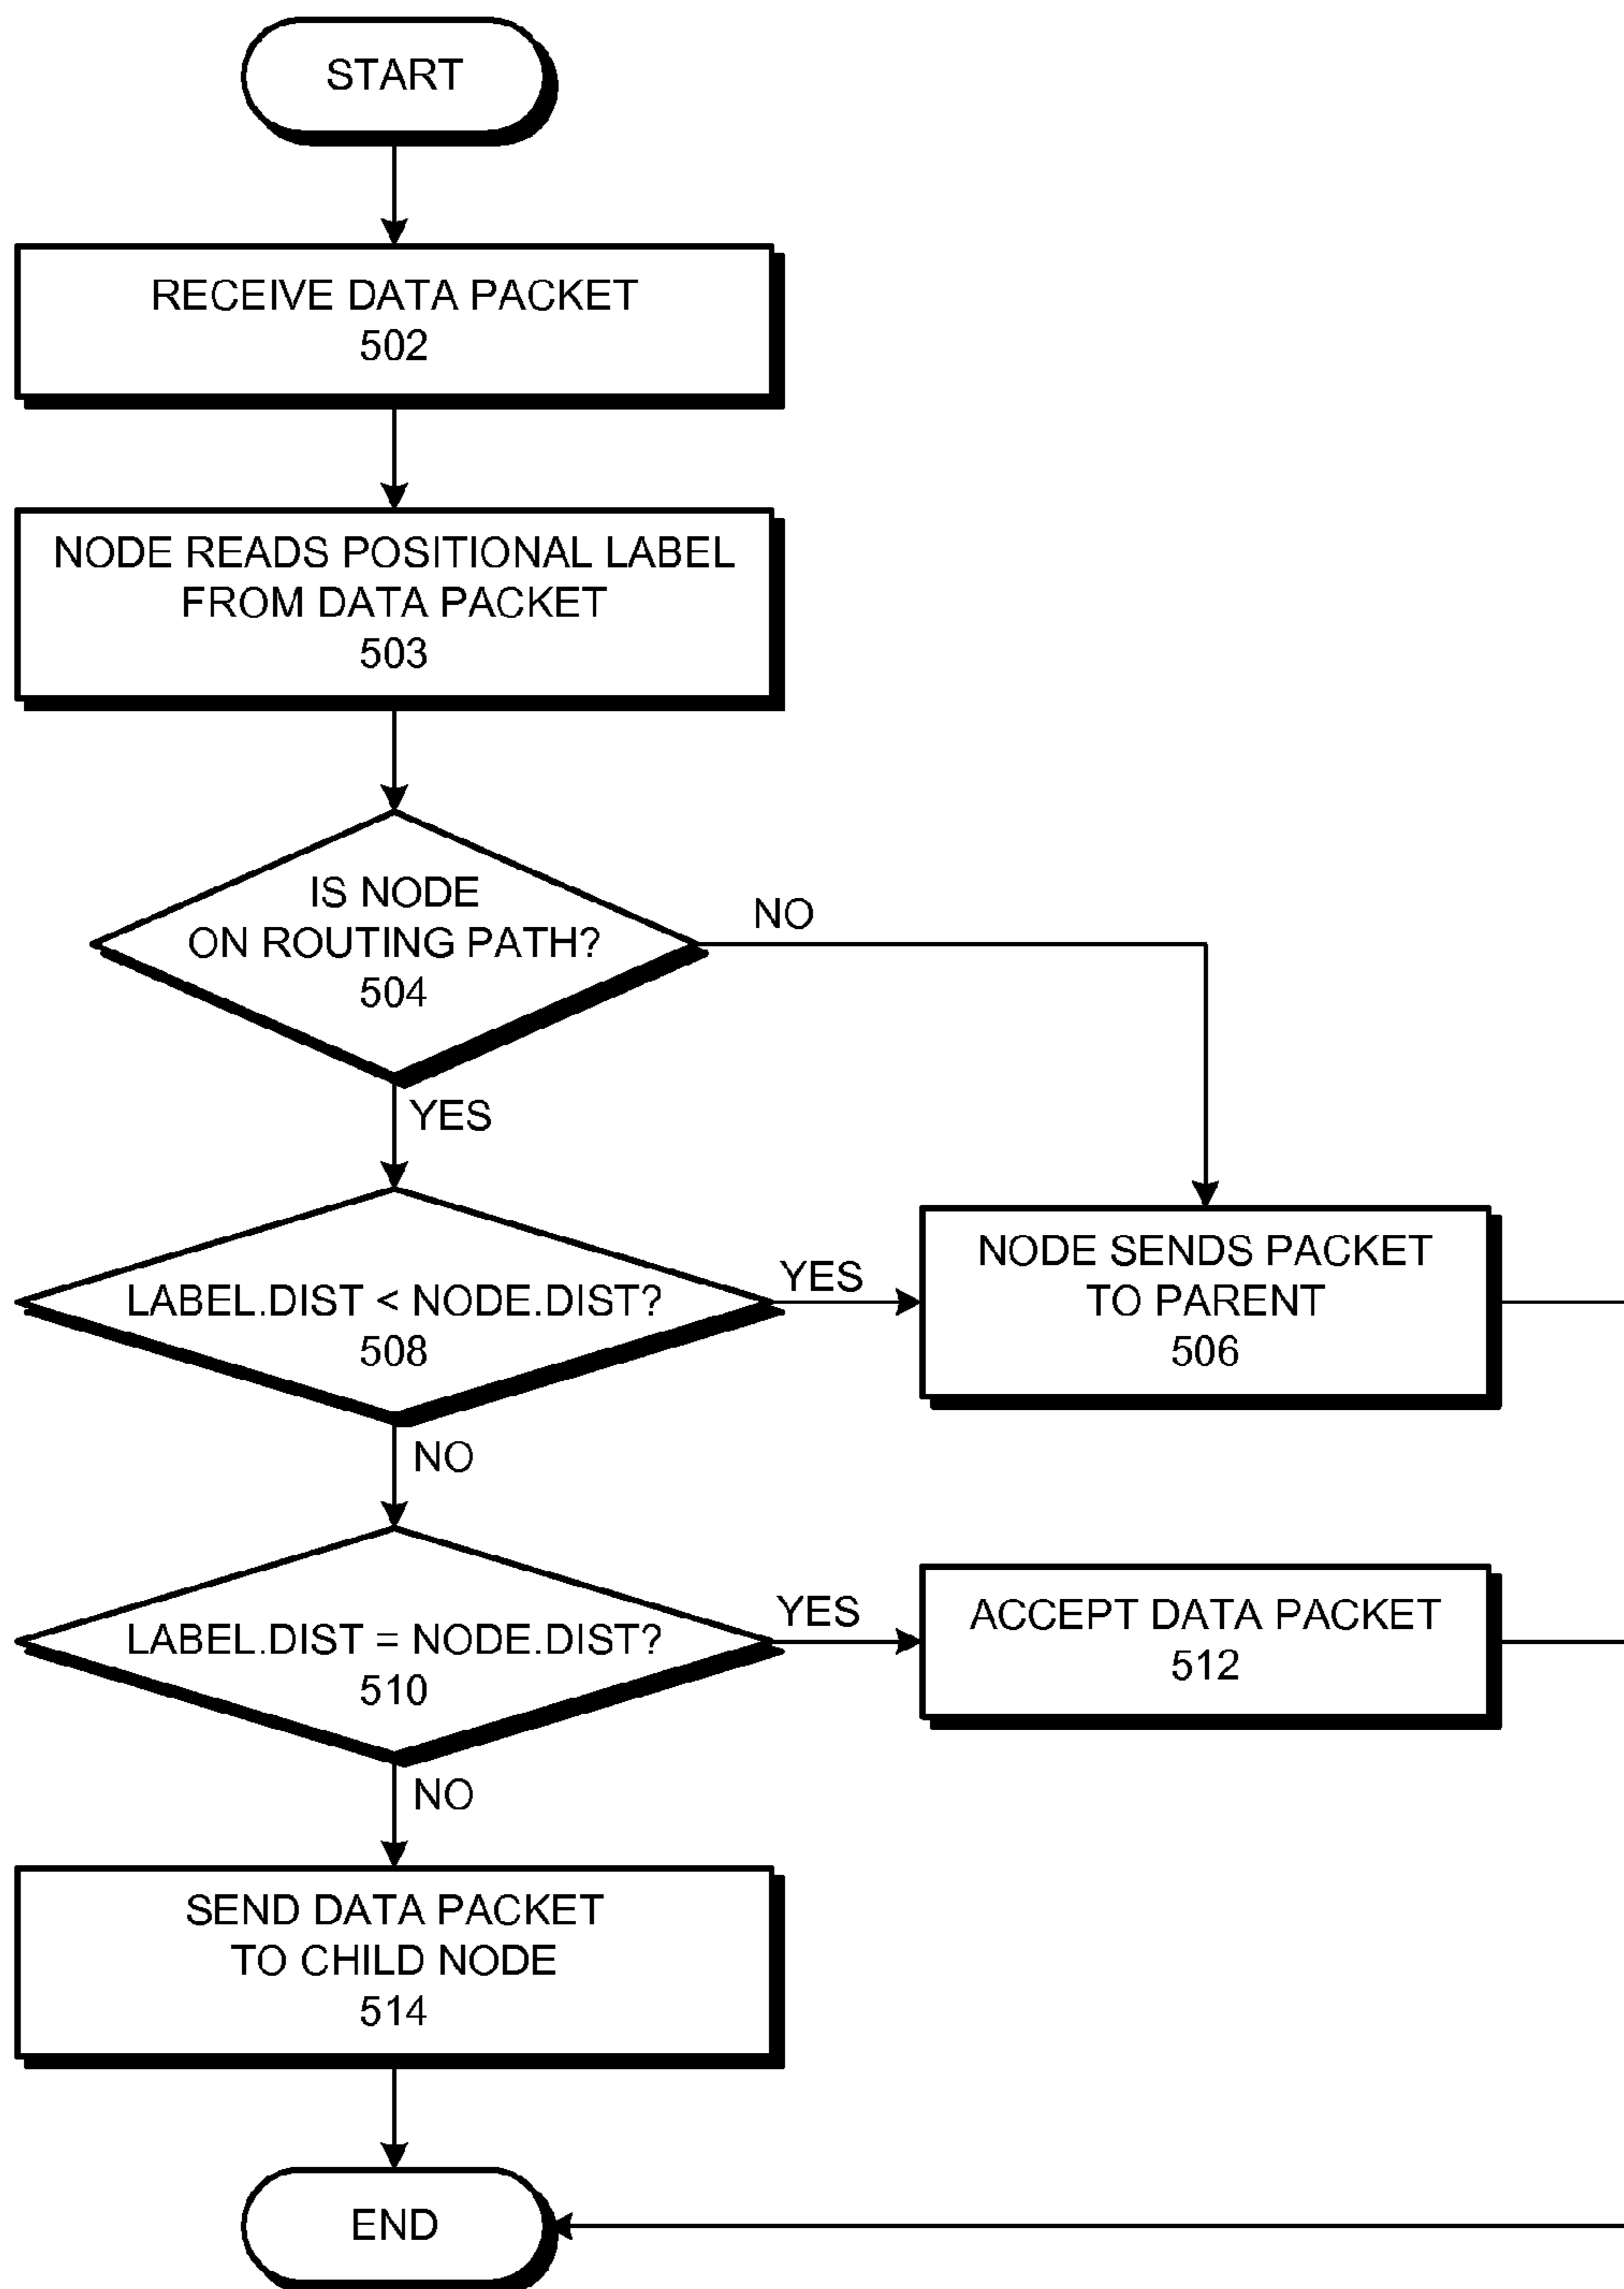 START
RECEIVE DATA PACKET
502
NODE READS POSITIONAL LABEL
FROM DATA PACKET
503
IS NODE
ON ROUTING PATH?
504
NO
YES
LABEL.DIST < NODE.DIST?
508
YES
NODE SENDS PACKET
TO PARENT
506
NO
LABEL.DIST = NODE.DIST?
510
YES
ACCEPT DATA PACKET
512
NO
SEND DATA PACKET
TO CHILD NODE
514
END